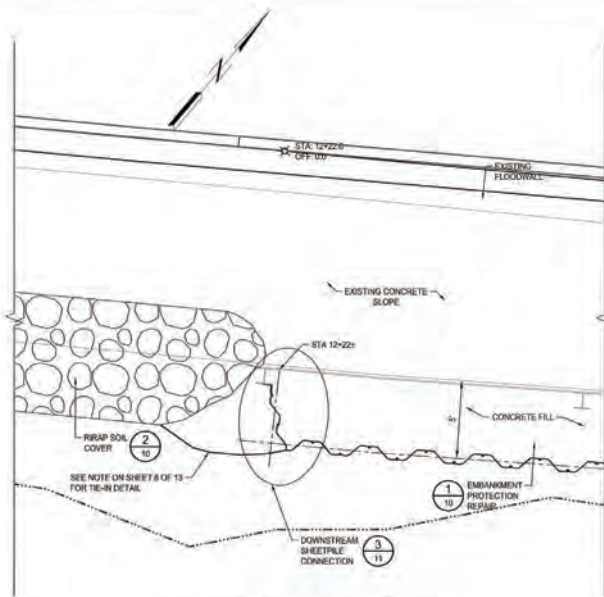 N
STA: 12+22.0
OFF: 0.0'
EXISTING
FLOODWALL
EXISTING CONCRETE
SLOPE
STA 12+22±
5'
CONCRETE FILL
RIRAP SOIL
COVER
2
10
SEE NOTE ON SHEET 8 OF 13
FOR TIE-IN DETAIL
1
10
EMBANKMENT
PROTECTION
REPAIR
DOWNSTREAM
SHEETPILE
CONNECTION
3
11